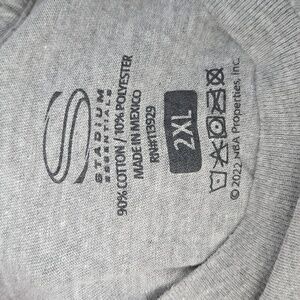 STADIUM
ESSENTIALS
90% COTTON / 10% POLYESTER
MADE IN MEXICO
RN#113929
2XL
© 2022 NBA Properties, Inc.